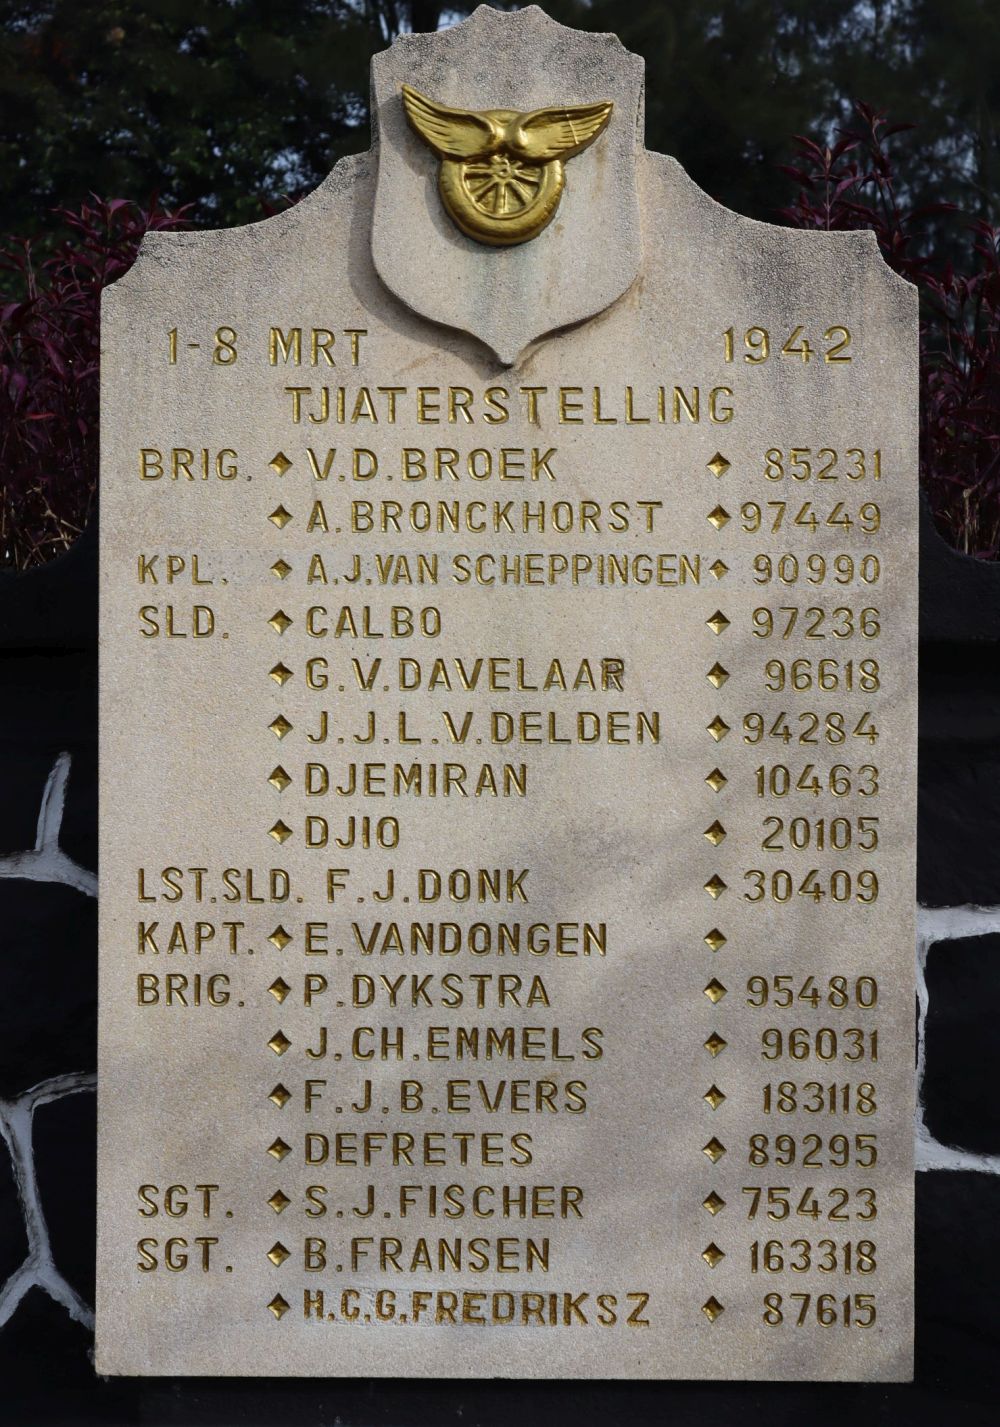 1-8 MRT 1942
TJIATERSTELLING
BRIG. V.D.BROEK 85231
A.BRONCKHORST 97449
KPL. A.J.VAN SCHEPPINGEN 90990
SLD. CALBO 97236
G.V.DAVELAAR 96618
J.J.L.V.DELDEN 94284
DJEMIRAN 10463
DJIO 20105
LST.SLD. F.J.DONK 30409
KAPT. E.VANDONGEN
BRIG. P.DYKSTRA 95480
J.CH.EMMELS 96031
F.J.B.EVERS 183118
DEFRETES 89295
SGT. S.J.FISCHER 75423
SGT. B.FRANSEN 163318
H.C.G.FREDRIKSZ 87615